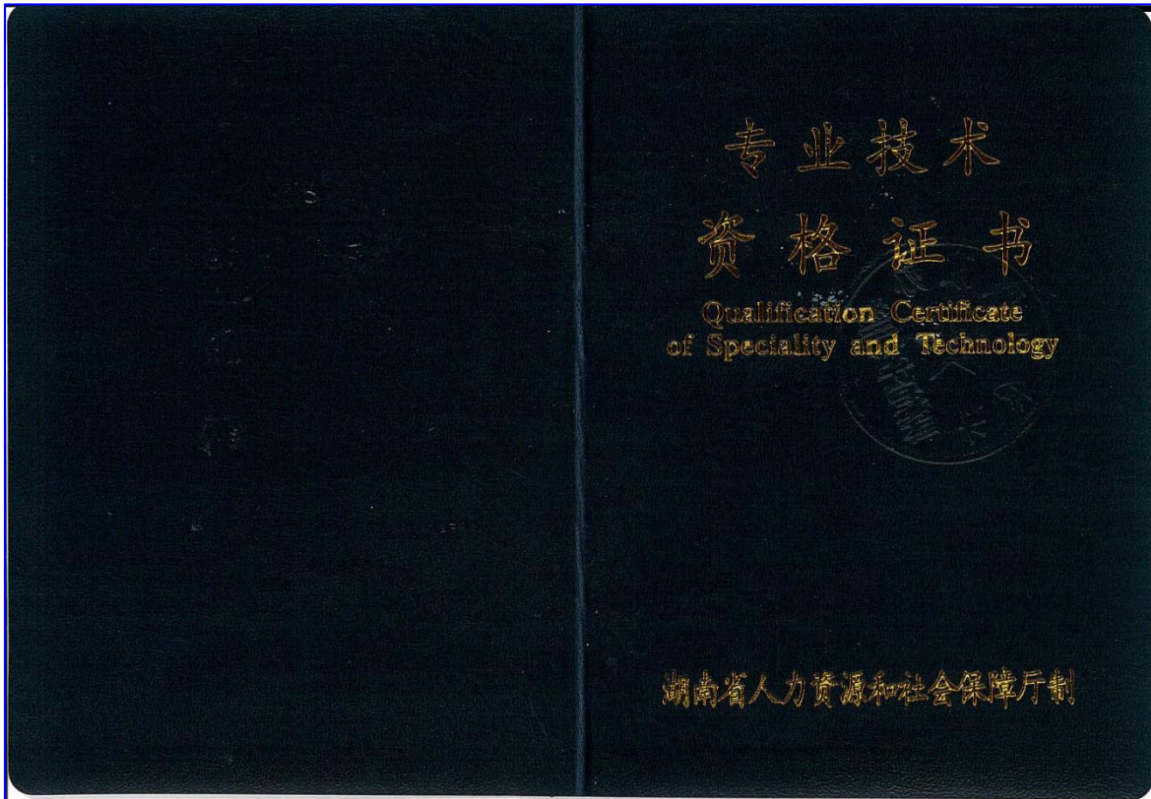 专业技术
资格证书
Qualification Certificate
of Speciality and Technology
湖南省人力资源和社会保障厅制